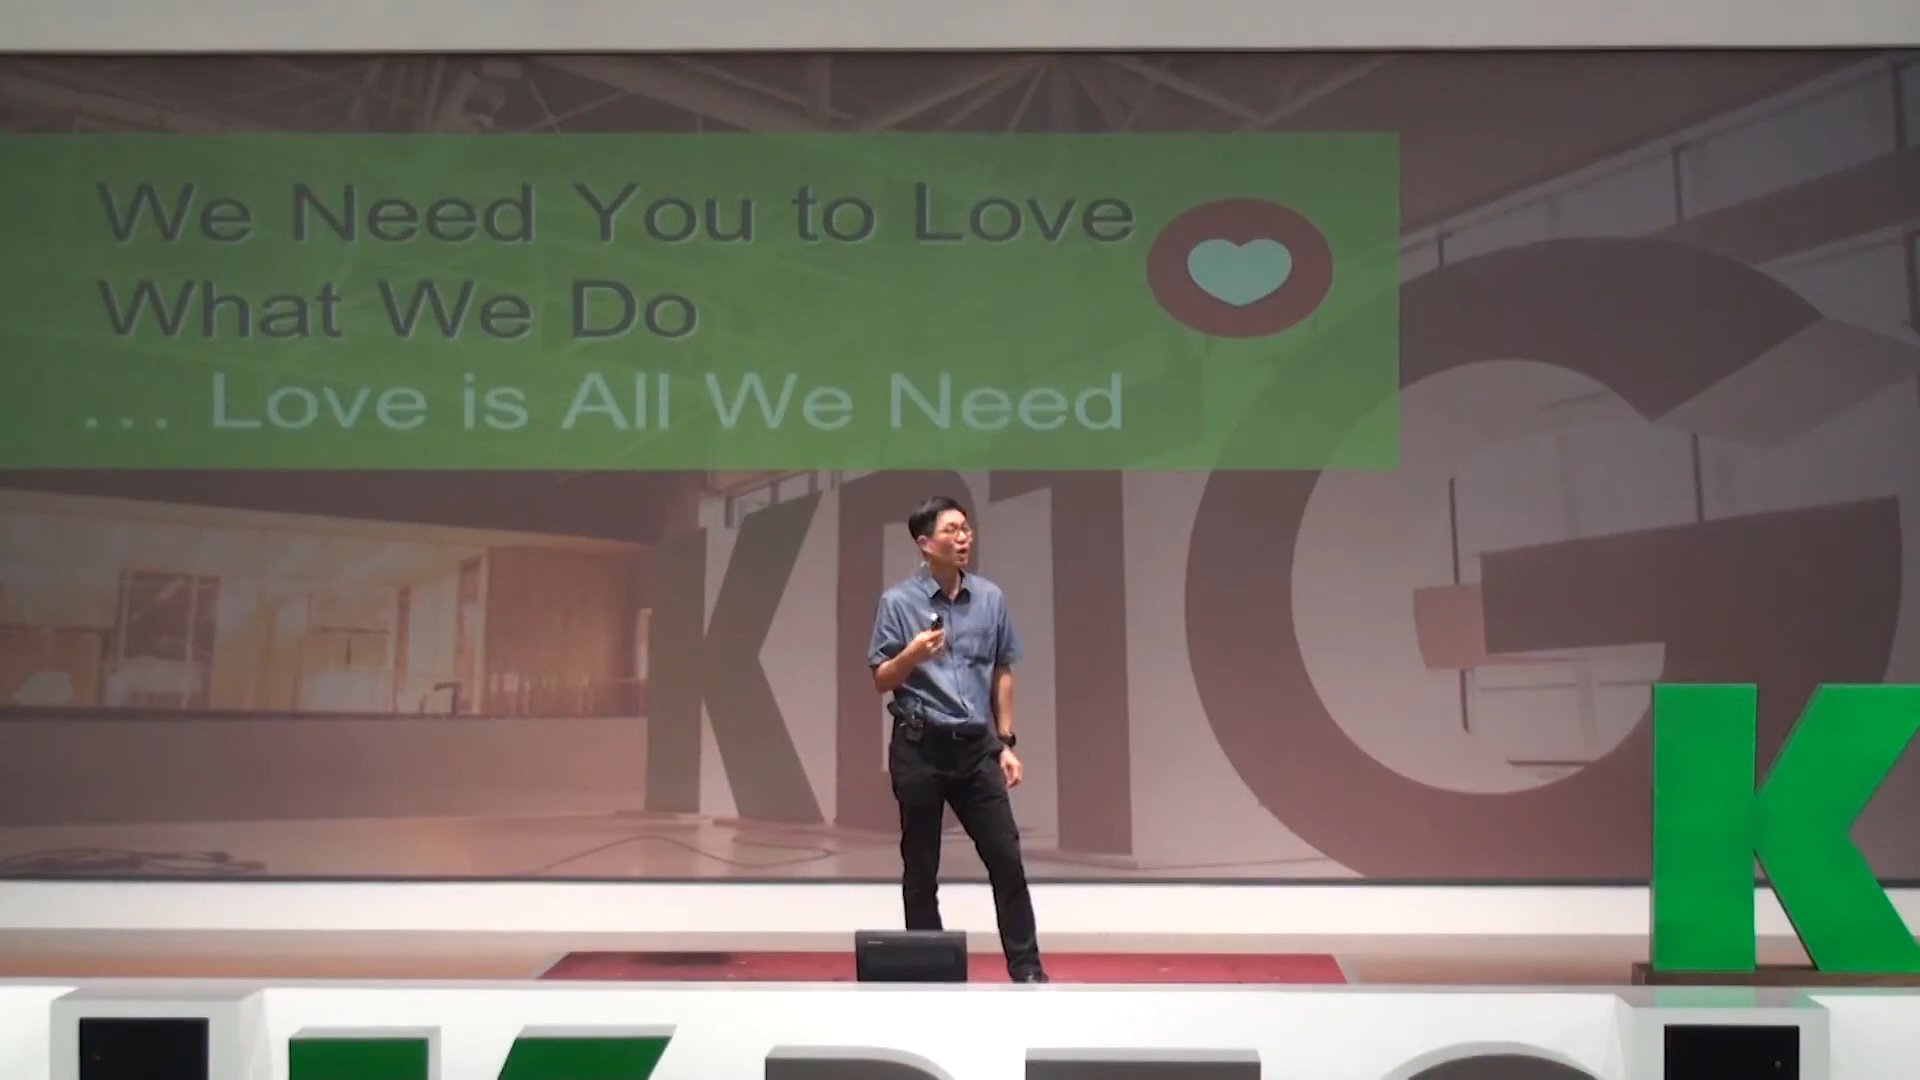 We Need You to Love
What We Do
... Love is All We Need
G
K
K